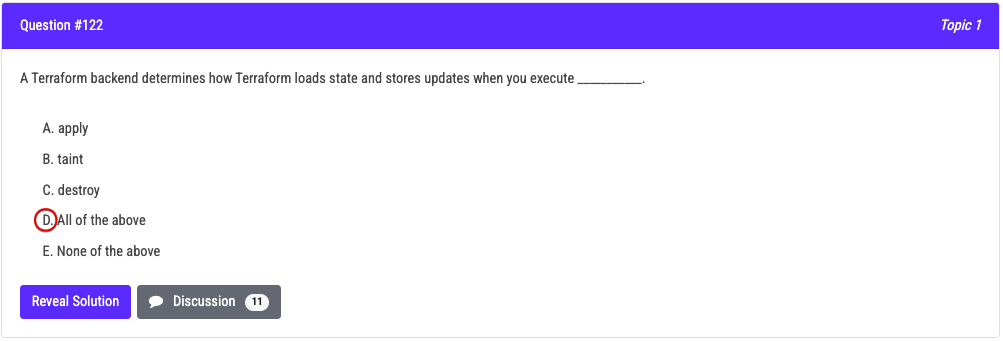 Question #122
Topic 1
A Terraform backend determines how Terraform loads state and stores updates when you execute ___________.
A. apply
B. taint
C. destroy
D. All of the above
E. None of the above
Reveal Solution
Discussion 11